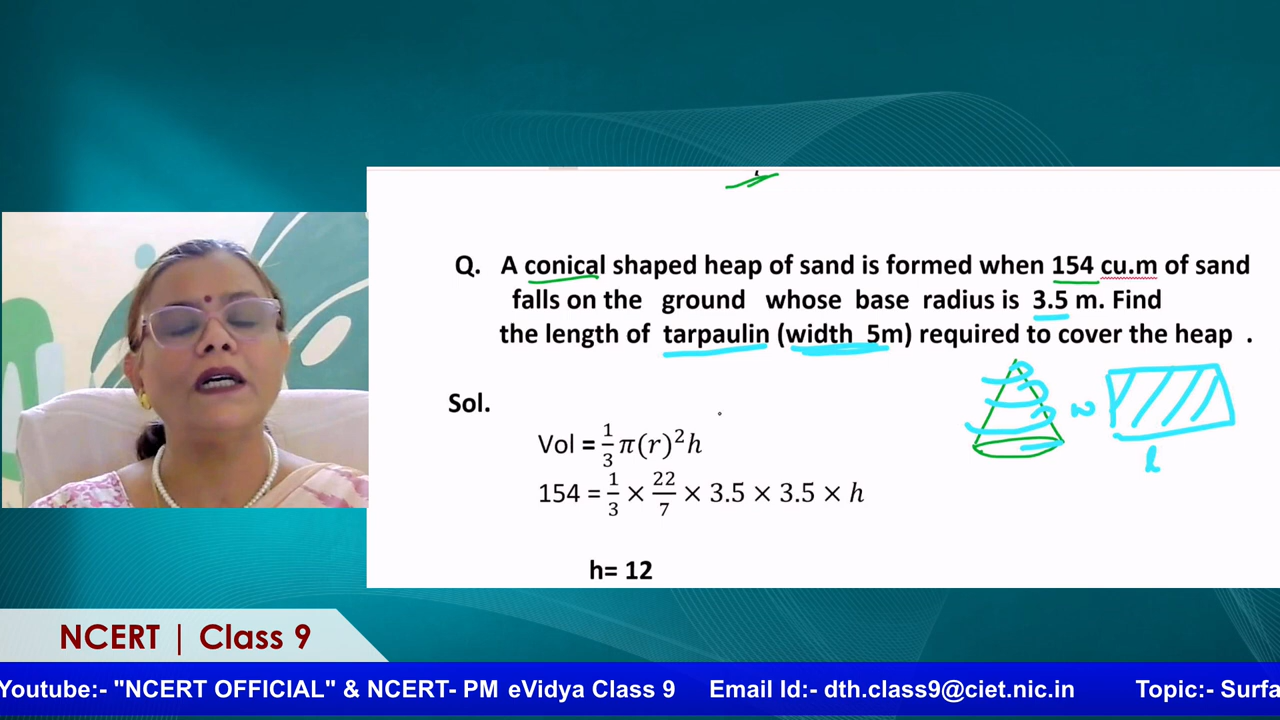 Q. A conical shaped heap of sand is formed when 154 cu.m of sand
falls on the ground whose base radius is 3.5 m. Find
the length of tarpaulin (width 5m) required to cover the heap .
Sol.
w
l
Vol = 1/3 π(r)²h
154 = 1/3 × 22/7 × 3.5 × 3.5 × h
h= 12
NCERT | Class 9
Youtube:- "NCERT OFFICIAL" & NCERT- PM eVidya Class 9 Email Id:- dth.class9@ciet.nic.in Topic:- Surfa